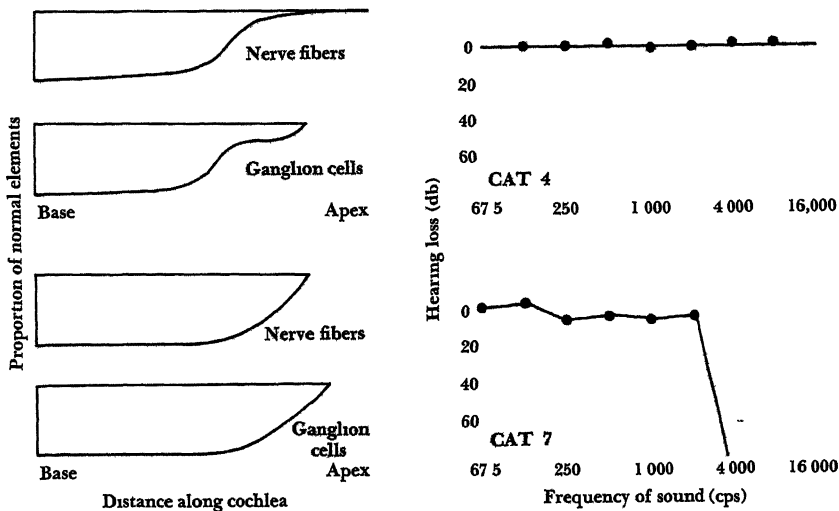 Nerve fibers
Ganglion cells
Base Apex
Nerve fibers
Ganglion
cells
Base Apex
Proportion of normal elements
Distance along cochlea
0
20
40
60
CAT 4
67 5 250 1 000 4 000 16,000
Hearing loss (db)
0
20
40
60
CAT 7
67 5 250 1 000 4 000 16 000
Frequency of sound (cps)